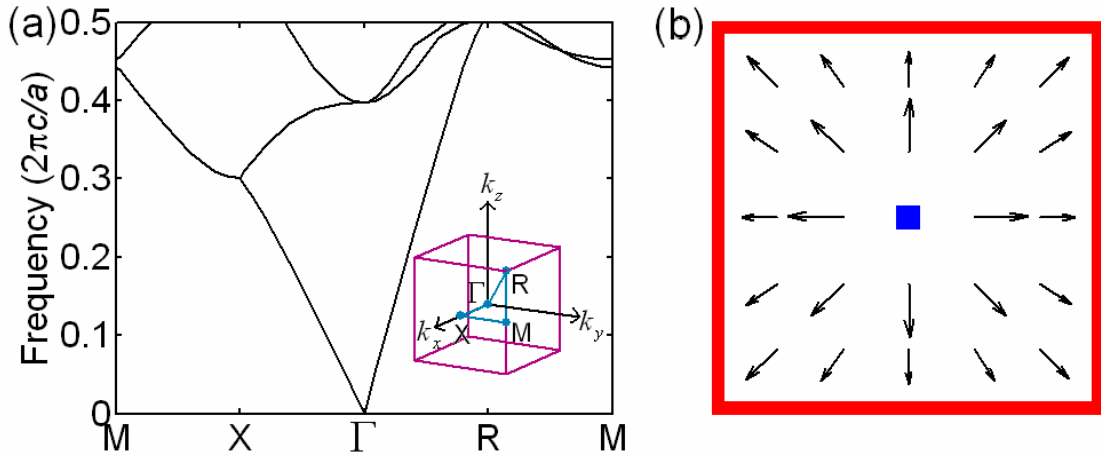 (a)
(b)
Frequency (2πc/a)
0.5
0.4
0.3
0.2
0.1
0
M X Γ R M
k_z
R
Γ
k_x X M k_y